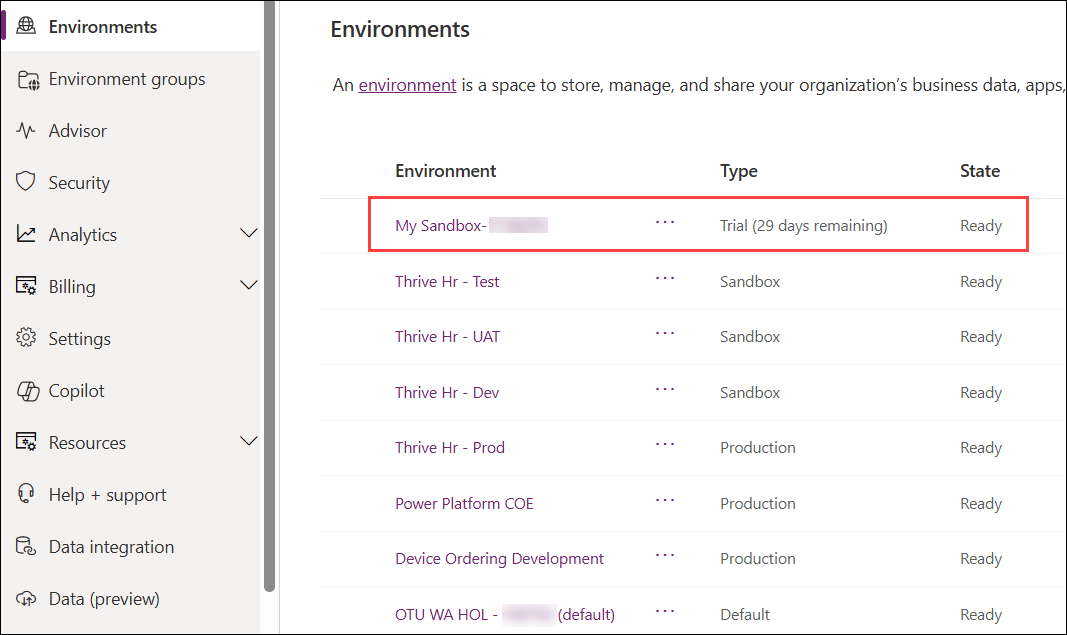 Environments
Environment groups
Advisor
Security
Analytics
Billing
Settings
Copilot
Resources
Help + support
Data integration
Data (preview)
Environments
An environment is a space to store, manage, and share your organization’s business data, apps,
Environment Type State
My Sandbox- ... Trial (29 days remaining) Ready
Thrive Hr - Test ... Sandbox Ready
Thrive Hr - UAT ... Sandbox Ready
Thrive Hr - Dev ... Sandbox Ready
Thrive Hr - Prod ... Production Ready
Power Platform COE ... Production Ready
Device Ordering Development ... Production Ready
OTU WA HOL - (default) ... Default Ready